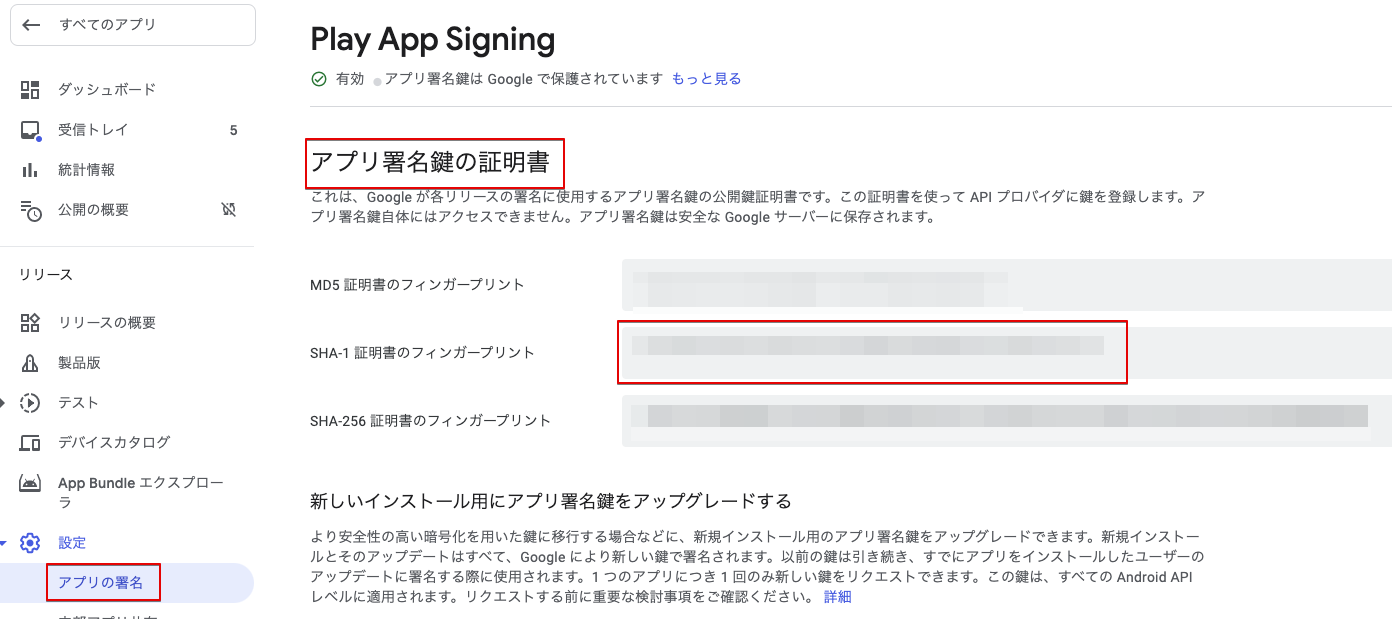 すべてのアプリ
ダッシュボード
受信トレイ 5
統計情報
公開の概要
リリース
リリースの概要
製品版
テスト
デバイスカタログ
App Bundle エクスプロー
ラ
設定
アプリの署名
Play App Signing
有効 アプリ署名鍵は Google で保護されています もっと見る
アプリ署名鍵の証明書
これは、Google が各リリースの署名に使用するアプリ署名鍵の公開鍵証明書です。この証明書を使って API プロバイダに鍵を登録します。ア
プリ署名鍵自体にはアクセスできません。アプリ署名鍵は安全な Google サーバーに保存されます。
MD5 証明書のフィンガープリント
SHA-1 証明書のフィンガープリント
SHA-256 証明書のフィンガープリント
新しいインストール用にアプリ署名鍵をアップグレードする
より安全性の高い暗号化を用いた鍵に移行する場合などに、新規インストール用のアプリ署名鍵をアップグレードできます。新規インストー
ルとそのアップデートはすべて、Google により新しい鍵で署名されます。以前の鍵は引き続き、すでにアプリをインストールしたユーザーの
アップデートに署名する際に使用されます。1 つのアプリにつき 1 回のみ新しい鍵をリクエストできます。この鍵は、すべての Android API
レベルに適用されます。リクエストする前に重要な検討事項をご確認ください。 詳細